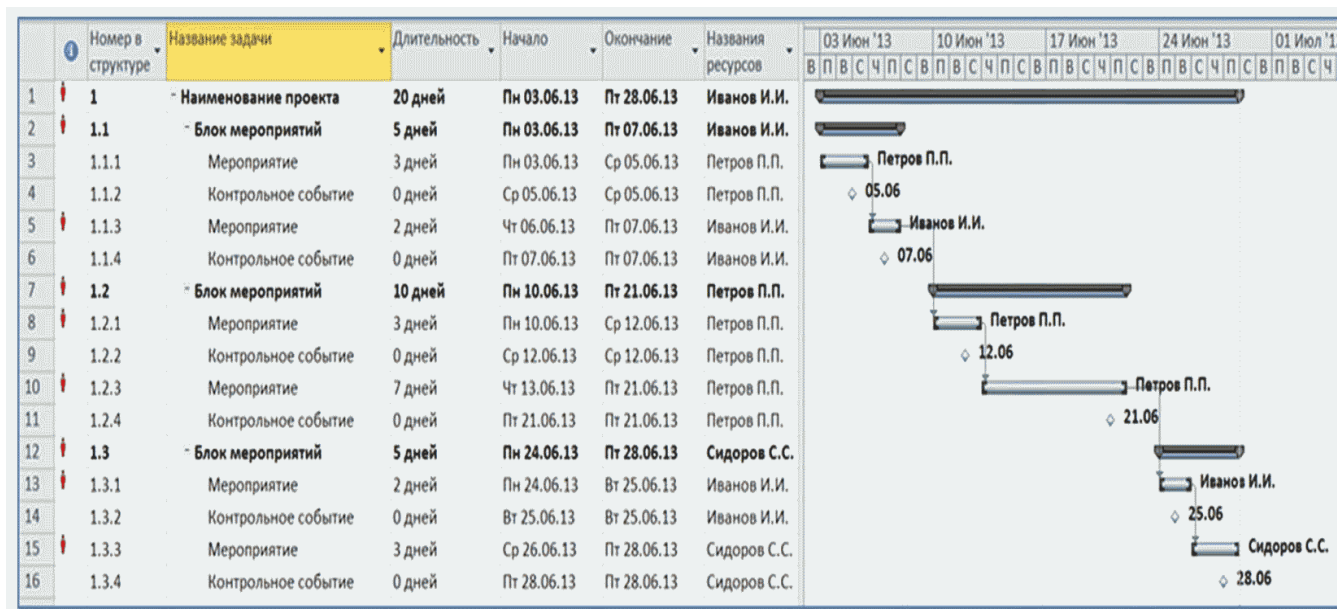 Номер в структуре Название задачи Длительность Начало Окончание Названия ресурсов 03 Июн '13 10 Июн '13 17 Июн '13 24 Июн '13 01 Июл '1
В П В С Ч П С В П В С Ч П С В П В С Ч П С В П В С Ч П С В П В С Ч
1 1 Наименование проекта 20 дней Пн 03.06.13 Пт 28.06.13 Иванов И.И.
2 1.1 Блок мероприятий 5 дней Пн 03.06.13 Пт 07.06.13 Иванов И.И.
3 1.1.1 Мероприятие 3 дней Пн 03.06.13 Ср 05.06.13 Петров П.П. Петров П.П.
4 1.1.2 Контрольное событие 0 дней Ср 05.06.13 Ср 05.06.13 Петров П.П. 05.06
5 1.1.3 Мероприятие 2 дней Чт 06.06.13 Пт 07.06.13 Иванов И.И. Иванов И.И.
6 1.1.4 Контрольное событие 0 дней Пт 07.06.13 Пт 07.06.13 Иванов И.И. 07.06
7 1.2 Блок мероприятий 10 дней Пн 10.06.13 Пт 21.06.13 Петров П.П.
8 1.2.1 Мероприятие 3 дней Пн 10.06.13 Ср 12.06.13 Петров П.П. Петров П.П.
9 1.2.2 Контрольное событие 0 дней Ср 12.06.13 Ср 12.06.13 Петров П.П. 12.06
10 1.2.3 Мероприятие 7 дней Чт 13.06.13 Пт 21.06.13 Петров П.П. Петров П.П.
11 1.2.4 Контрольное событие 0 дней Пт 21.06.13 Пт 21.06.13 Петров П.П. 21.06
12 1.3 Блок мероприятий 5 дней Пн 24.06.13 Пт 28.06.13 Сидоров С.С.
13 1.3.1 Мероприятие 2 дней Пн 24.06.13 Вт 25.06.13 Иванов И.И. Иванов И.И.
14 1.3.2 Контрольное событие 0 дней Вт 25.06.13 Вт 25.06.13 Иванов И.И. 25.06
15 1.3.3 Мероприятие 3 дней Ср 26.06.13 Пт 28.06.13 Сидоров С.С. Сидоров С.С.
16 1.3.4 Контрольное событие 0 дней Пт 28.06.13 Пт 28.06.13 Сидоров С.С. 28.06